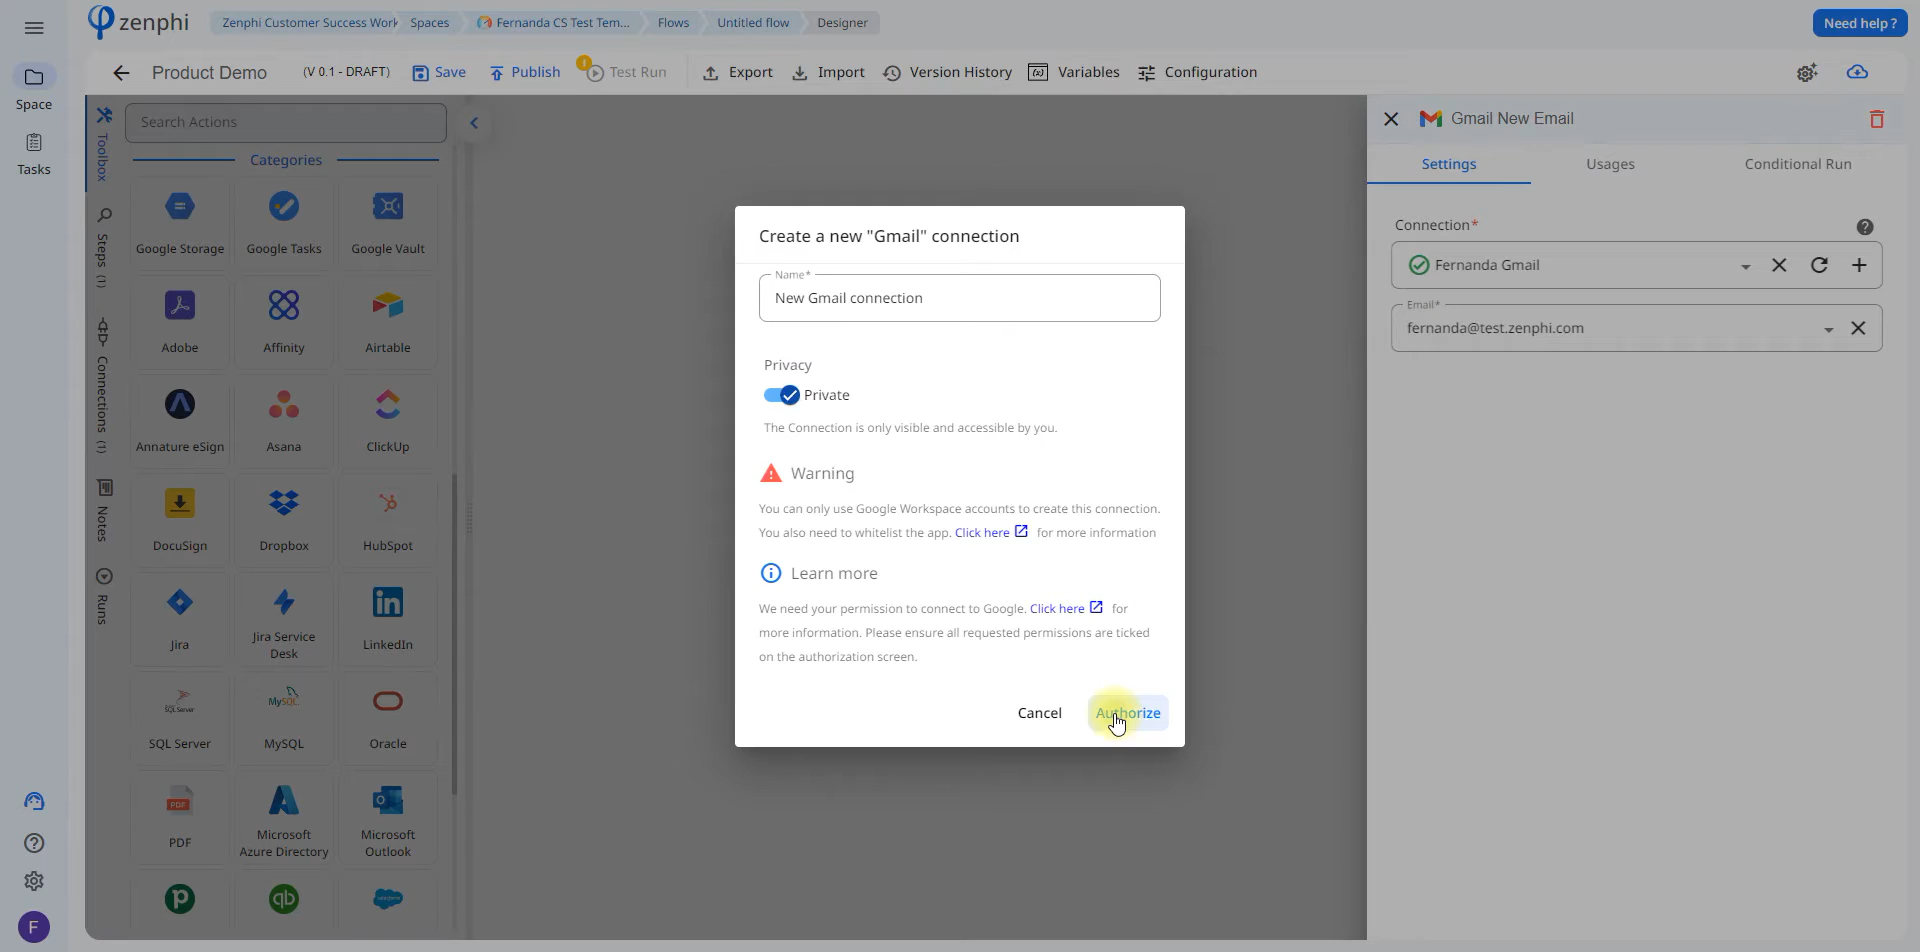 zenphi
Zenphi Customer Success Work
Spaces
Fernanda CS Test Tem...
Flows
Untitled flow
Designer
Need help ?
Product Demo
(V 0.1 - DRAFT)
Save
Publish
Test Run
Export
Import
Version History
Variables
Configuration
Space
Tasks
F
Toolbox
Steps (1)
Connections (1)
Notes
Runs
Search Actions
Categories
Google Storage
Google Tasks
Google Vault
Adobe
Affinity
Airtable
Annature eSign
Asana
ClickUp
DocuSign
Dropbox
HubSpot
Jira
Jira Service
Desk
LinkedIn
SQL Server
SQL Server
MySQL
MySQL
Oracle
PDF
PDF
Microsoft
Azure Directory
Microsoft
Outlook
Create a new "Gmail" connection
Name*
New Gmail connection
Privacy
Private
The Connection is only visible and accessible by you.
Warning
You can only use Google Workspace accounts to create this connection.
You also need to whitelist the app. Click here for more information
Learn more
We need your permission to connect to Google. Click here for
more information. Please ensure all requested permissions are ticked
on the authorization screen.
Cancel
Authorize
Gmail New Email
Settings
Usages
Conditional Run
Connection*
Fernanda Gmail
Email*
fernanda@test.zenphi.com